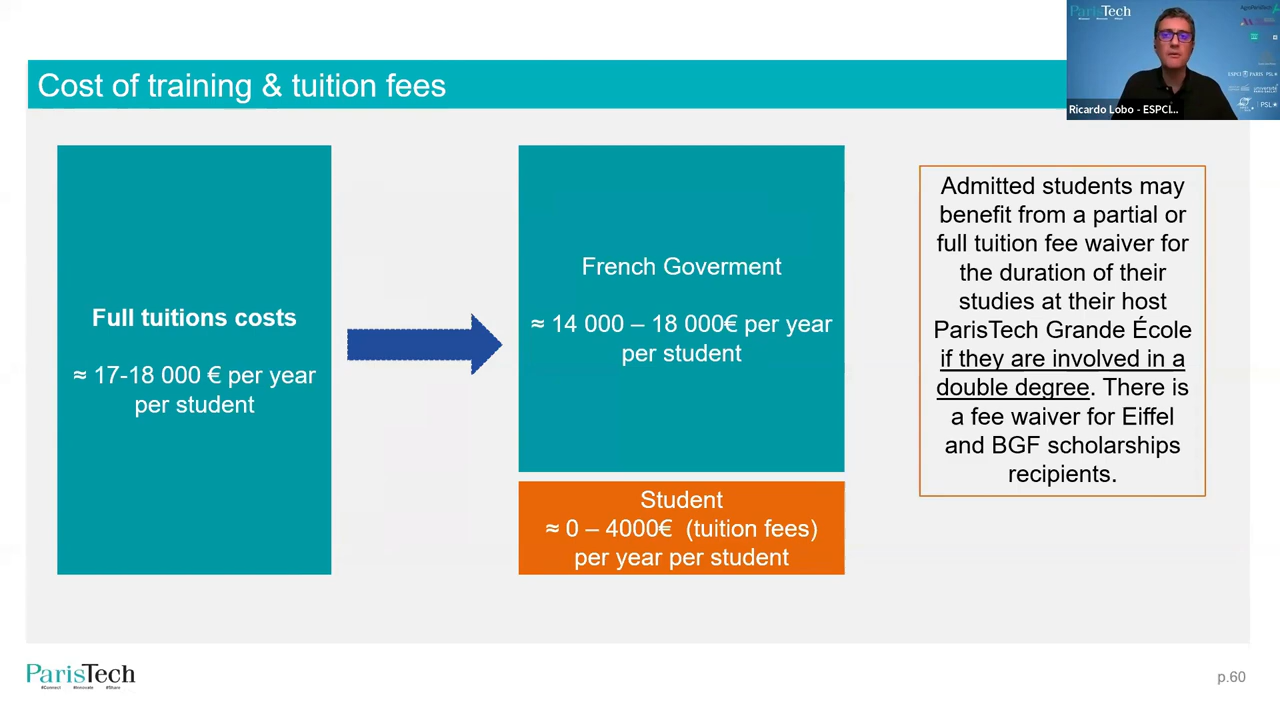 Cost of training & tuition fees
ParisTech
Ricardo Lobo - ESPCI...
Full tuitions costs
≈ 17-18 000 € per year
per student
French Goverment
≈ 14 000 – 18 000€ per year
per student
Student
≈ 0 – 4000€ (tuition fees)
per year per student
Admitted students may
benefit from a partial or
full tuition fee waiver for
the duration of their
studies at their host
ParisTech Grande École
if they are involved in a
double degree. There is
a fee waiver for Eiffel
and BGF scholarships
recipients.
ParisTech
#Connect #Innovate #Share
p.60